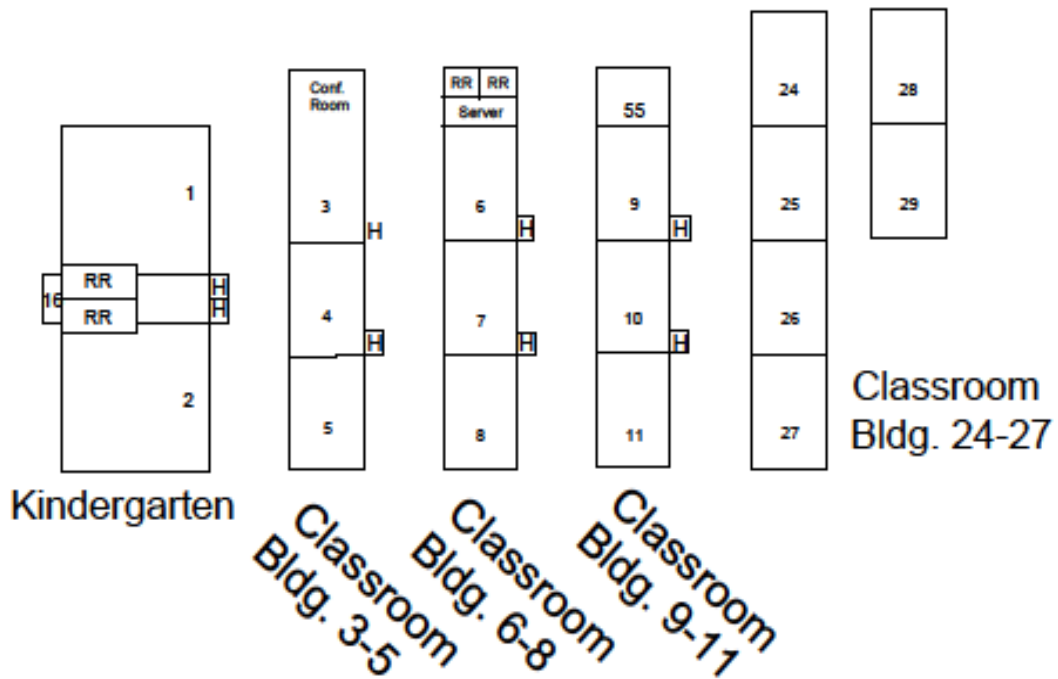 1
RR
16
H
H
RR
2
Kindergarten
Conf.
Room
3
H
4
H
5
Classroom
Bldg. 3-5
RR RR
Server
6
H
7
H
8
Classroom
Bldg. 6-8
55
9
H
10
H
11
Classroom
Bldg. 9-11
24
25
26
27
28
29
Classroom
Bldg. 24-27